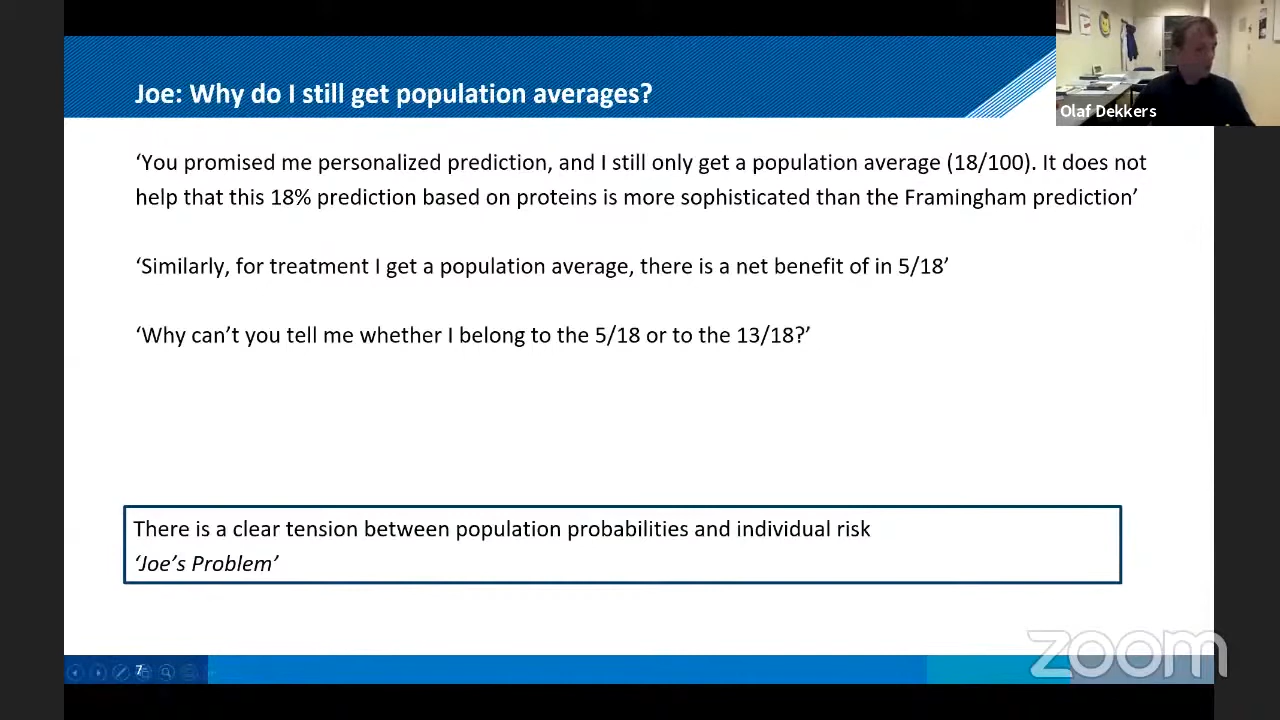 Joe: Why do I still get population averages?
Olaf Dekkers
‘You promised me personalized prediction, and I still only get a population average (18/100). It does not
help that this 18% prediction based on proteins is more sophisticated than the Framingham prediction’
‘Similarly, for treatment I get a population average, there is a net benefit of in 5/18’
‘Why can’t you tell me whether I belong to the 5/18 or to the 13/18?’
There is a clear tension between population probabilities and individual risk
‘Joe’s Problem’
zoom
7